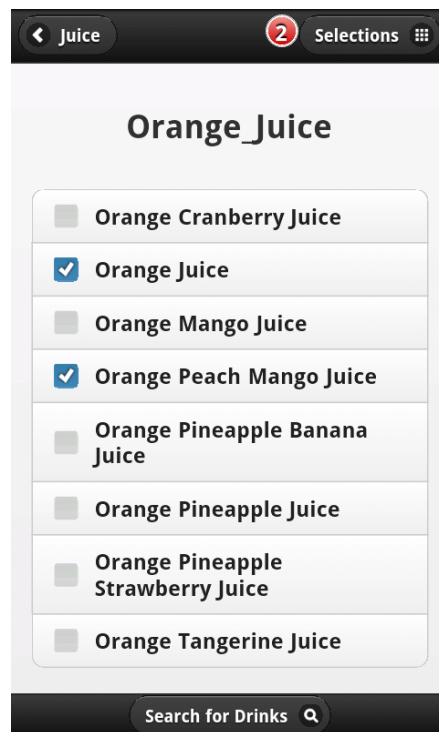 Juice
2
Selections
Orange_Juice
Orange Cranberry Juice
Orange Juice
Orange Mango Juice
Orange Peach Mango Juice
Orange Pineapple Banana
Juice
Orange Pineapple Juice
Orange Pineapple
Strawberry Juice
Orange Tangerine Juice
Search for Drinks